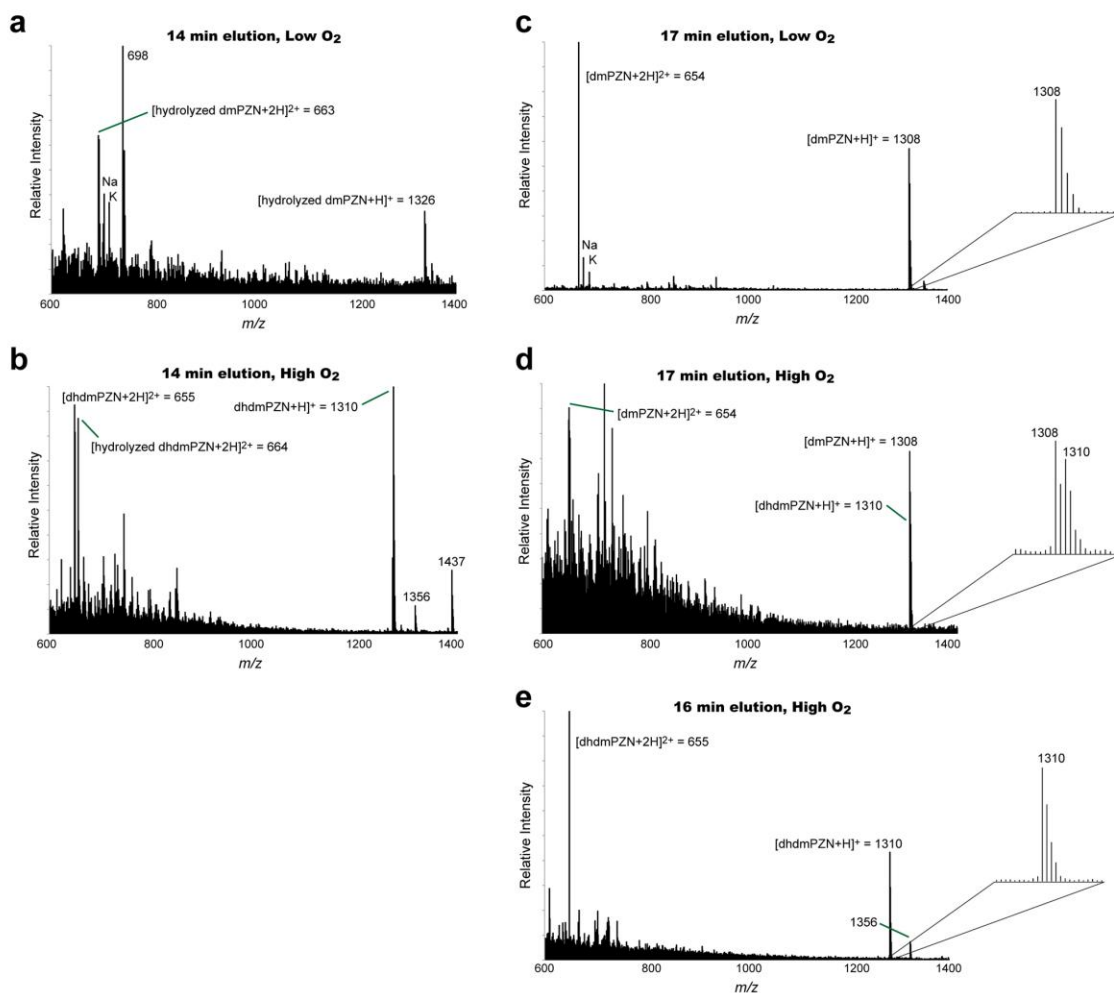 a
14 min elution, Low O₂
Relative Intensity
698
[hydrolyzed dmPZN+2H]²⁺ = 663
Na
K
[hydrolyzed dmPZN+H]⁺ = 1326
600 800 1000 1200 1400
m/z
b
14 min elution, High O₂
Relative Intensity
[dhdmPZN+2H]²⁺ = 655
[hydrolyzed dhdmPZN+2H]²⁺ = 664
dhdmPZN+H]⁺ = 1310
1437
1356
600 800 1000 1200 1400
m/z
c
17 min elution, Low O₂
Relative Intensity
[dmPZN+2H]²⁺ = 654
Na
K
[dmPZN+H]⁺ = 1308
1308
600 800 1000 1200 1400
m/z
d
17 min elution, High O₂
Relative Intensity
[dmPZN+2H]²⁺ = 654
[dmPZN+H]⁺ = 1308
[dhdmPZN+H]⁺ = 1310
1308
1310
600 800 1000 1200 1400
m/z
e
16 min elution, High O₂
Relative Intensity
[dhdmPZN+2H]²⁺ = 655
[dhdmPZN+H]⁺ = 1310
1356
1310
600 800 1000 1200 1400
m/z